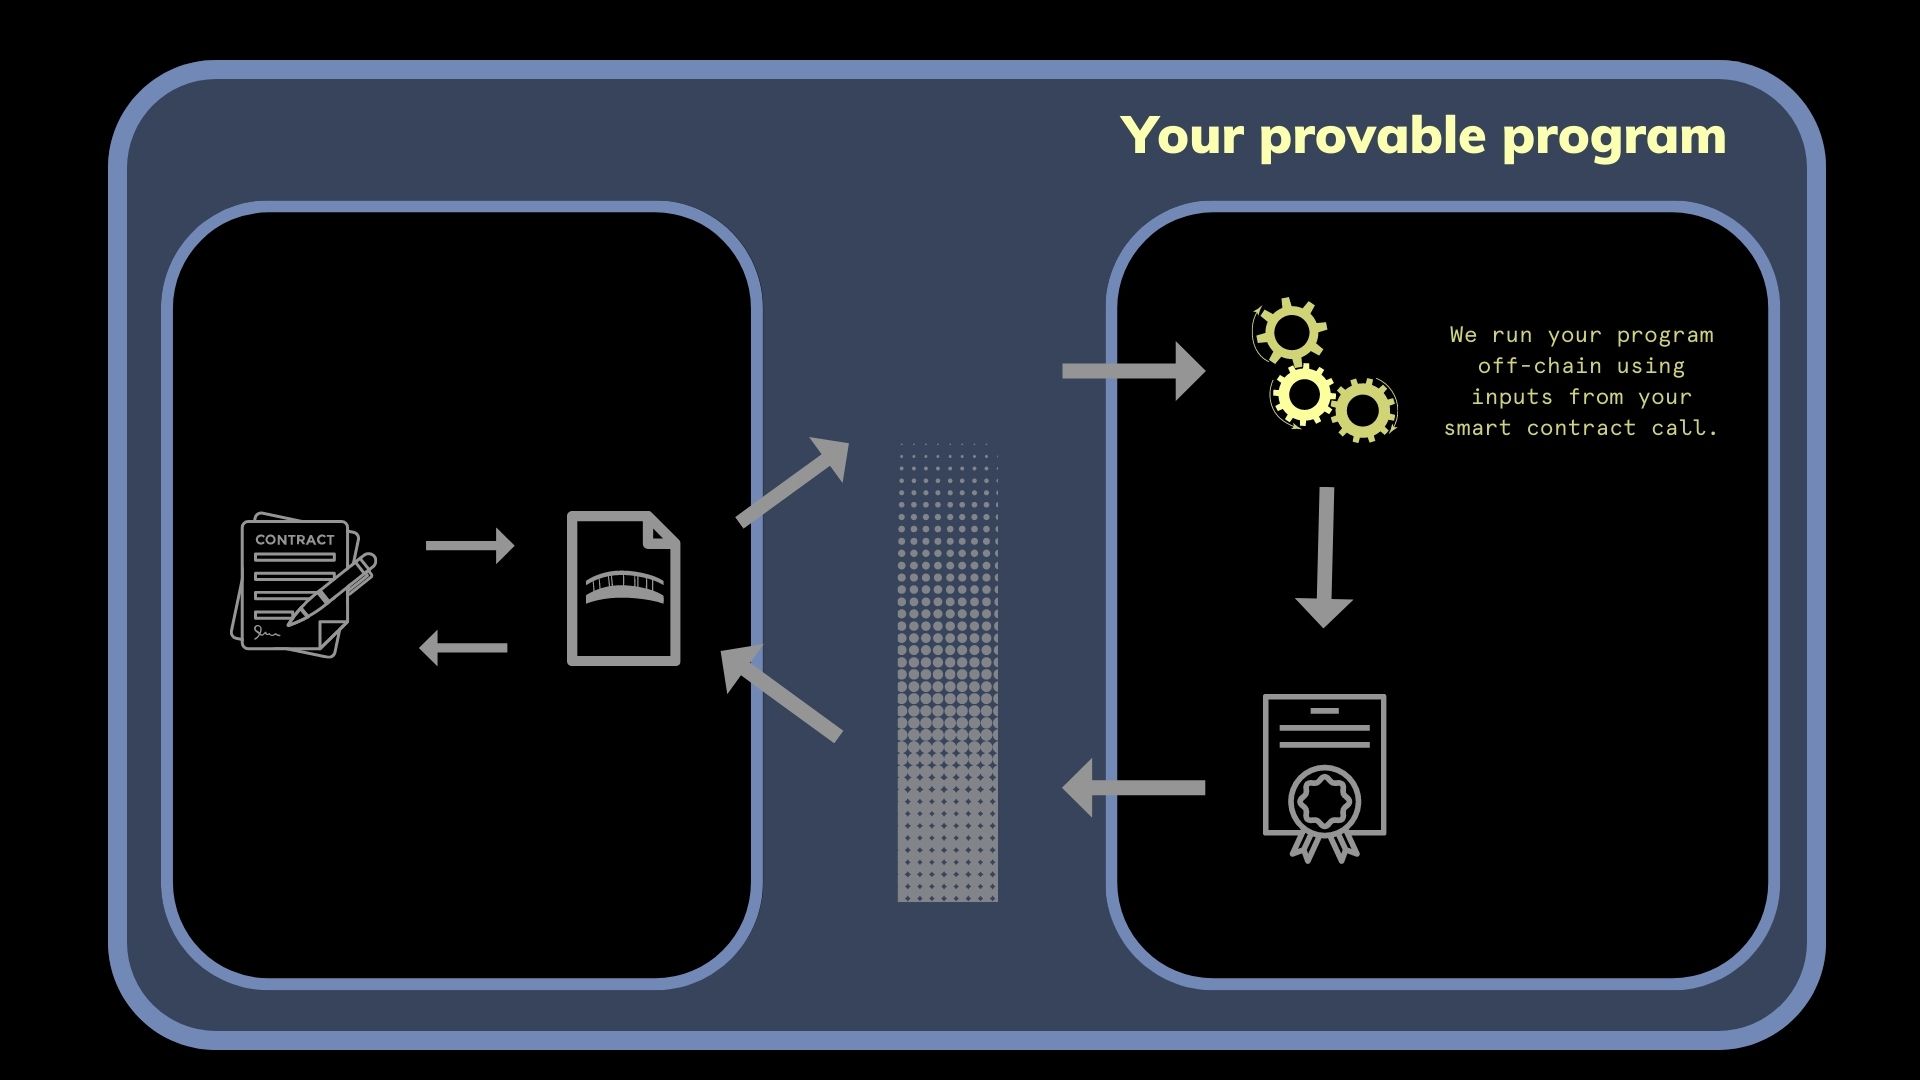 Your provable program
We run your program
off-chain using
inputs from your
smart contract call.
CONTRACT